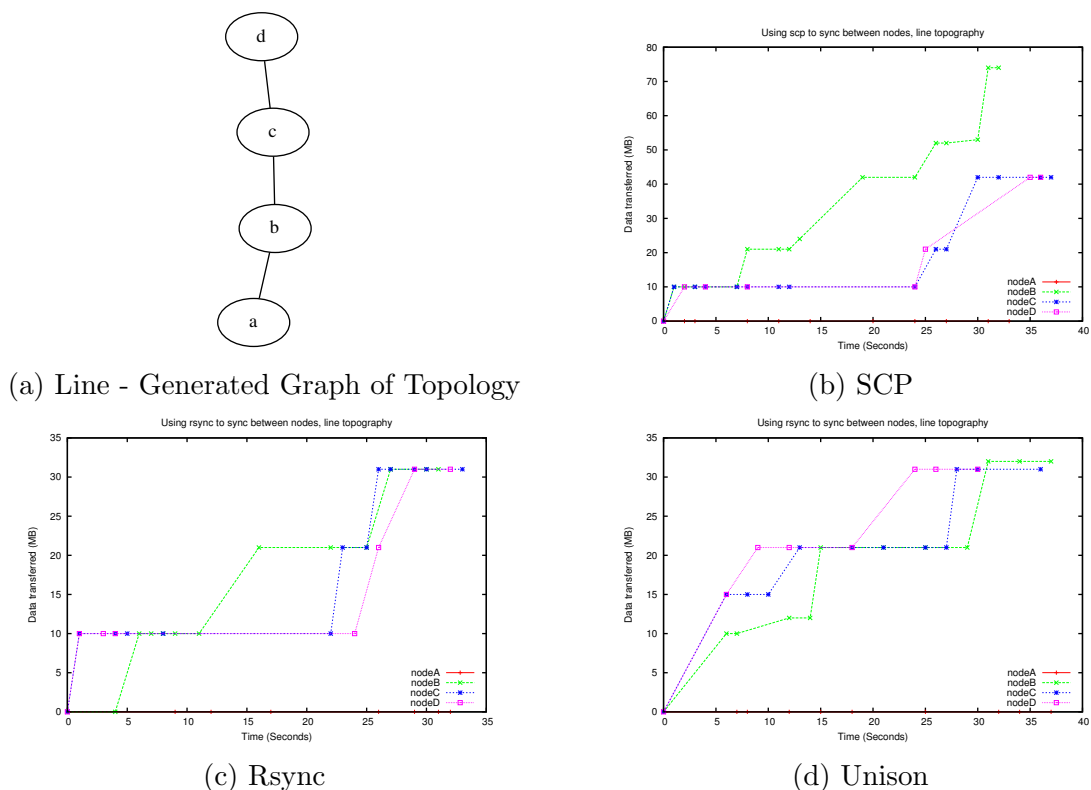 d
c
b
a
(a) Line - Generated Graph of Topology
Using scp to sync between nodes, line topography
Data transferred (MB)
80
70
60
50
40
30
20
10
0
0 5 10 15 20 25 30 35 40
Time (Seconds)
nodeA
nodeB
nodeC
nodeD
(b) SCP
Using rsync to sync between nodes, line topography
Data transferred (MB)
35
30
25
20
15
10
5
0
0 5 10 15 20 25 30 35
Time (Seconds)
nodeA
nodeB
nodeC
nodeD
(c) Rsync
Using rsync to sync between nodes, line topography
Data transferred (MB)
35
30
25
20
15
10
5
0
0 5 10 15 20 25 30 35 40
Time (Seconds)
nodeA
nodeB
nodeC
nodeD
(d) Unison